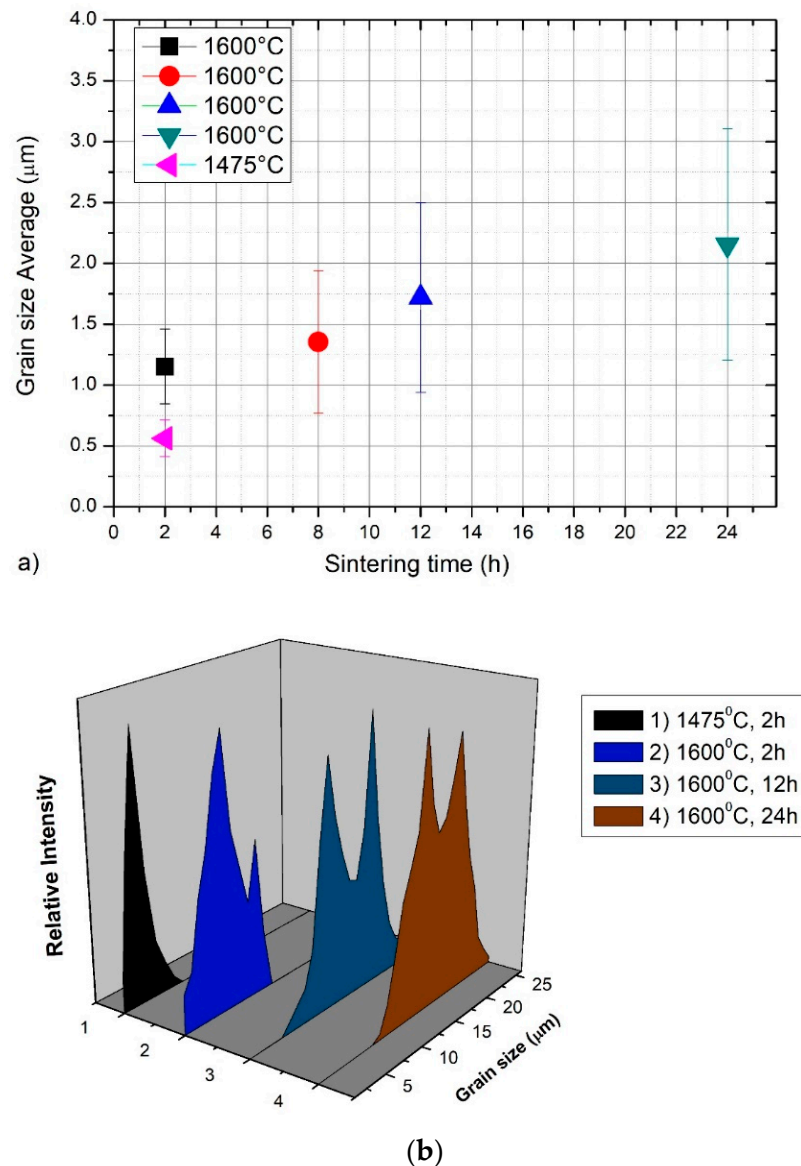 4.0
3.5
3.0
2.5
2.0
1.5
1.0
0.5
0.0
Grain size Average (μm)
1600°C
1600°C
1600°C
1600°C
1475°C
0 2 4 6 8 10 12 14 16 18 20 22 24
Sintering time (h)
a)
Relative Intensity
1
2
3
4
5
10
15
20
25
Grain size (μm)
1) 1475⁰C, 2h
2) 1600⁰C, 2h
3) 1600⁰C, 12h
4) 1600⁰C, 24h
(b)